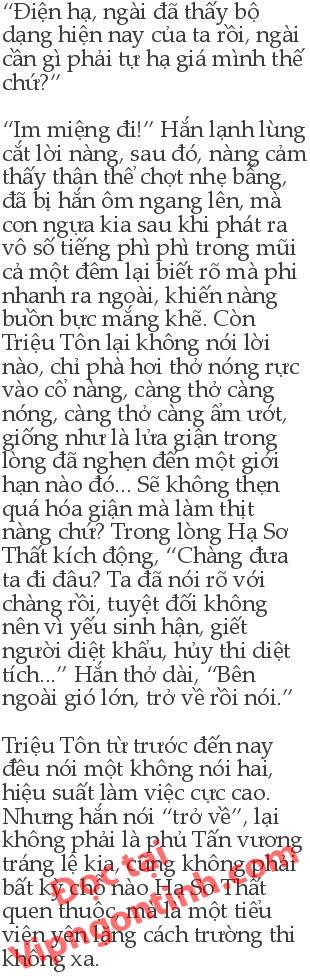 “Điện hạ, ngài đã thấy bộ
dạng hiện nay của ta rồi, ngài
cần gì phải tự hạ giá mình thế
chứ?”
“Im miệng đi!” Hắn lạnh lùng
cắt lời nàng, sau đó, nàng cảm
thấy thân thể chợt nhẹ bẫng,
đã bị hắn ôm ngang lên, mà
con ngựa kia sau khi phát ra
vô số tiếng phì phì trong mũi
cả một đêm lại biết rõ mà phi
nhanh ra ngoài, khiến nàng
buồn bực mắng khẽ. Còn
Triệu Tôn lại không nói lời
nào, chỉ phà hơi thở nóng rực
vào cổ nàng, càng thở càng
nóng, càng thở càng ẩm ướt,
giống như là lửa giận trong
lòng đã nghẹn đến một giới
hạn nào đó... Sẽ không thẹn
quá hóa giận mà làm thịt
nàng chứ? Trong lòng Hạ Sơ
Thất kích động, “Chàng đưa
ta đi đâu? Ta đã nói rõ với
chàng rồi, tuyệt đối không
nên vì yếu sinh hận, giết
người diệt khẩu, hủy thi diệt
tích...” Hắn thở dài, “Bên
ngoài gió lớn, trở về rồi nói.”
Triệu Tôn từ trước đến nay
đều nói một không nói hai,
hiệu suất làm việc cực cao.
Nhưng hắn nói “trở về”, lại
không phải là phủ Tấn vương
tráng lệ kia, cũng không phải
bất kỳ chỗ nào Hạ Sơ Thất
quen thuộc, mà là một tiểu
viện yên lặng cách trường thi
không xa.
Đọc tại
Vipngontinh.com